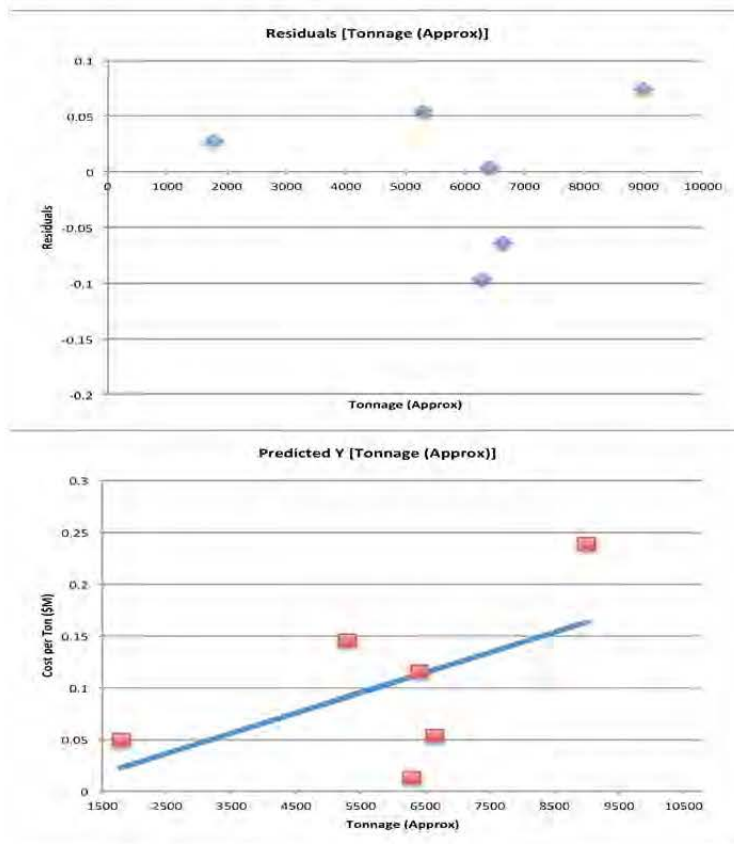 Residuals [Tonnage (Approx)]
0.1
0.05
0
-0.05
-0.1
-0.15
-0.2
0 1000 2000 3000 4000 5000 6000 7000 8000 9000 10000
Residuals
Tonnage (Approx)
Predicted Y [Tonnage (Approx)]
0.3
0.25
0.2
0.15
0.1
0.05
0
1500 2500 3500 4500 5500 6500 7500 8500 9500 10500
Cost per Ton ($M)
Tonnage (Approx)